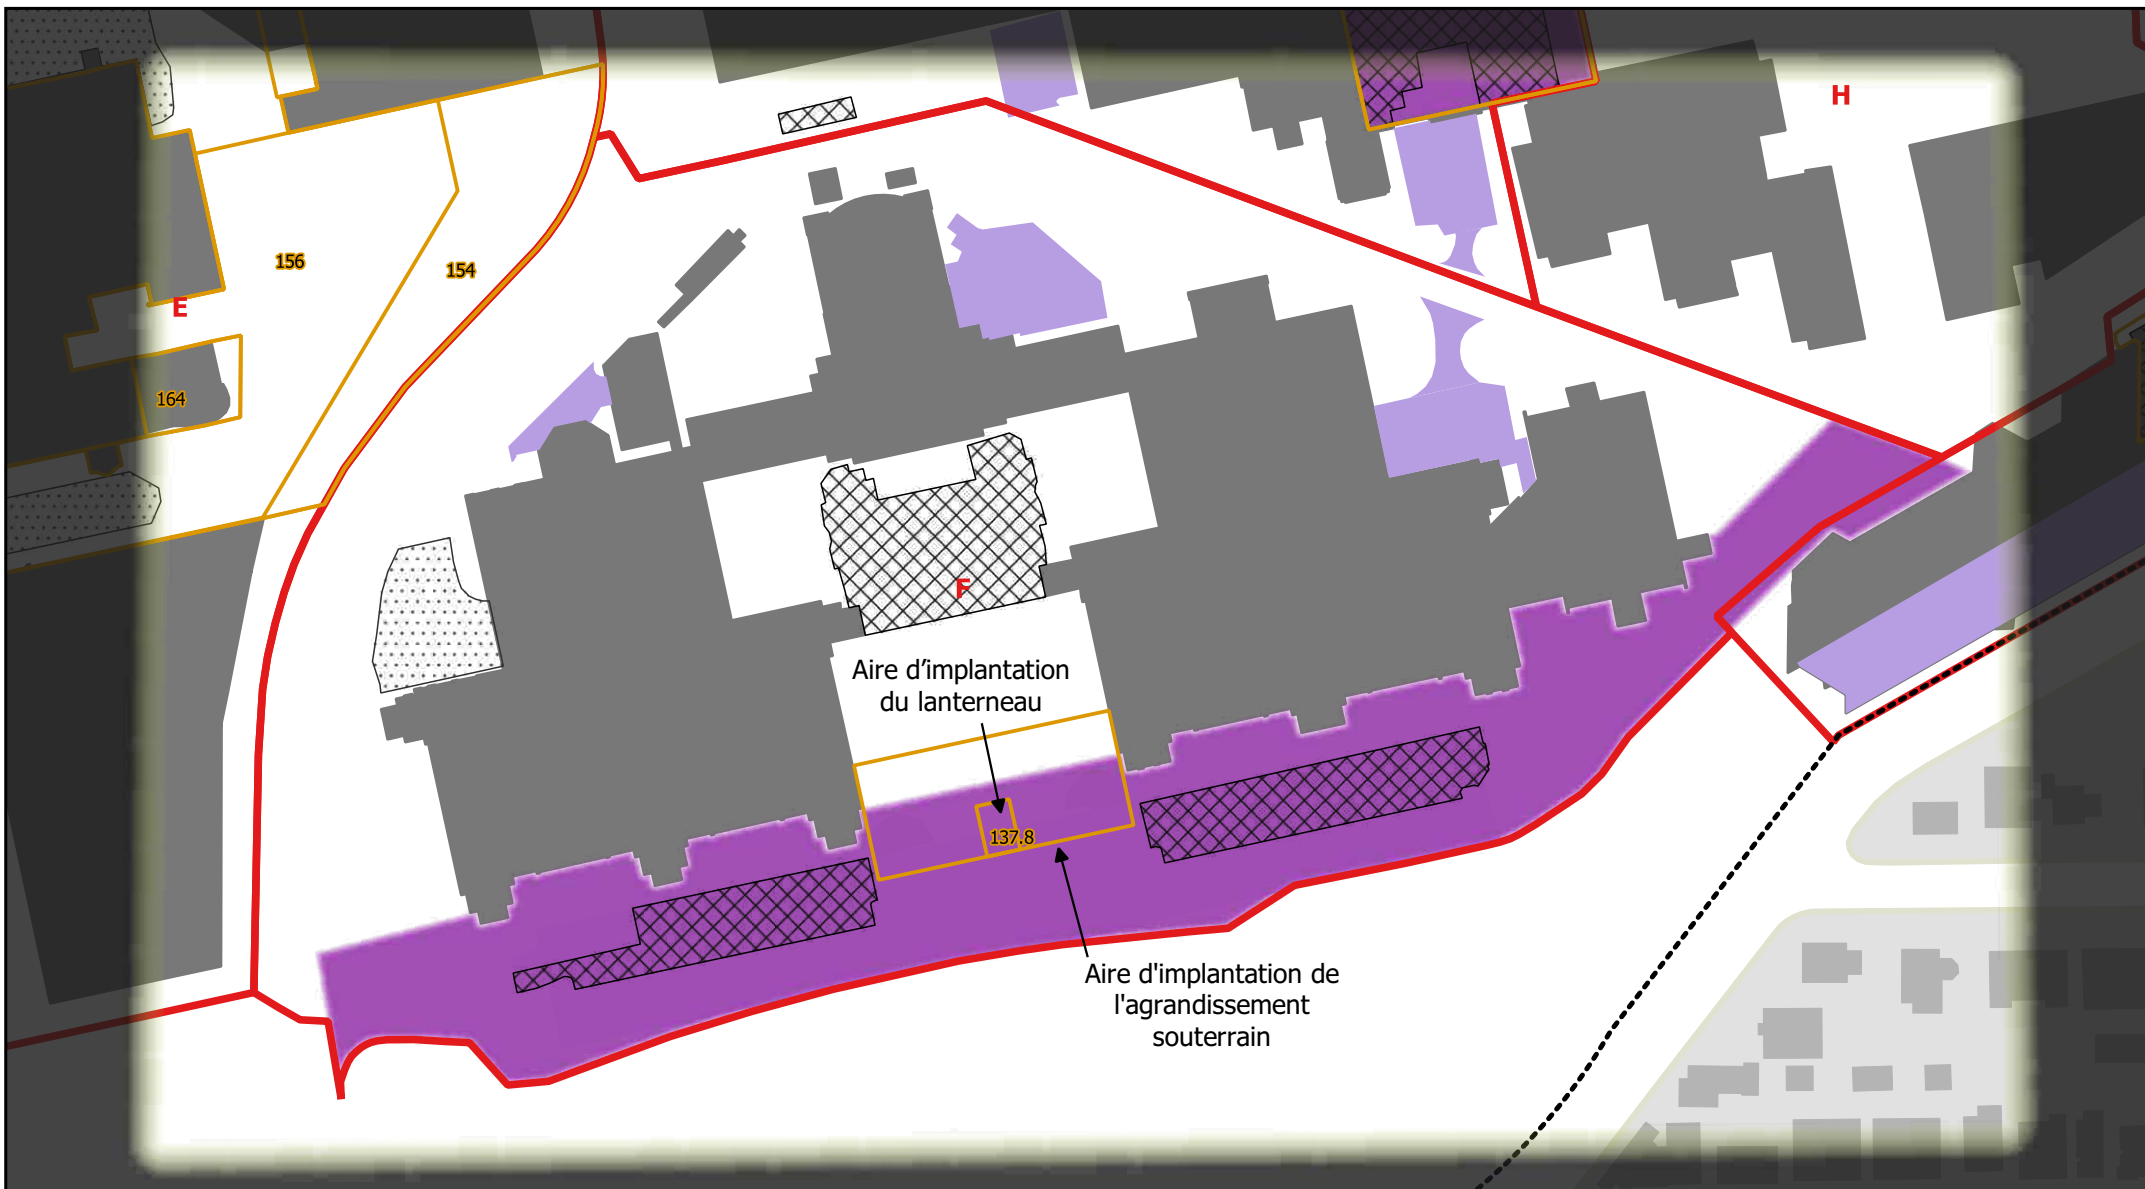 H
156
154
E
164
F
Aire d’implantation
du lanterneau
137.8
Aire d'implantation de
l'agrandissement
souterrain